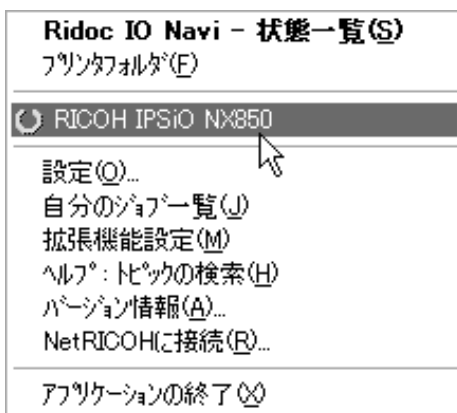 Ridoc IO Navi - 状態一覧(S)
ﾌﾟﾘﾝﾀﾌｫﾙﾀﾞ(F)
RICOH IPSiO NX850
設定(O)...
自分のｼﾞｮﾌﾞ一覧(J)
拡張機能設定(M)
ﾍﾙﾌﾟ：ﾄﾋﾟｯｸの検索(H)
ﾊﾞｰｼﾞｮﾝ情報(A)...
NetRICOHに接続(R)...
ｱﾌﾟﾘｹｰｼｮﾝの終了(X)